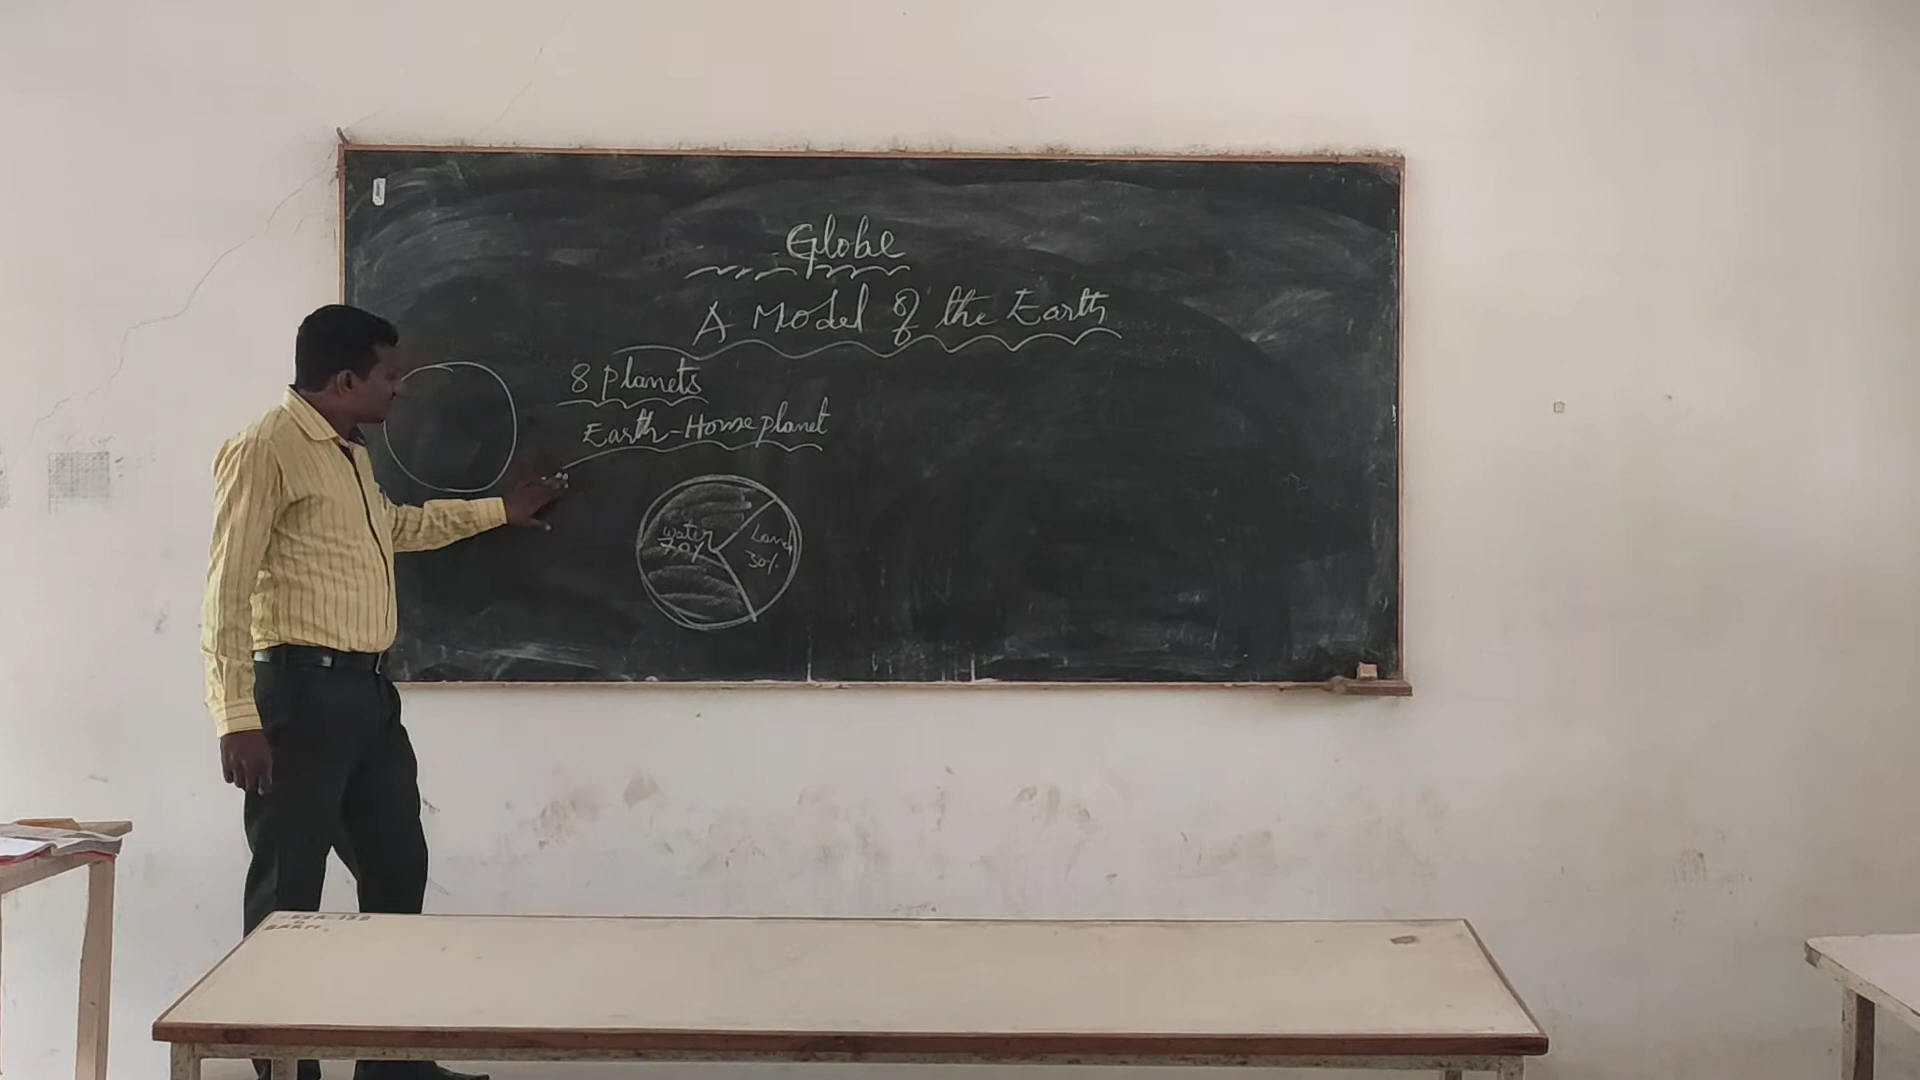 Globe
A Model of the Earth
8 planets
Earth-Home planet
water
70%
Land
30%